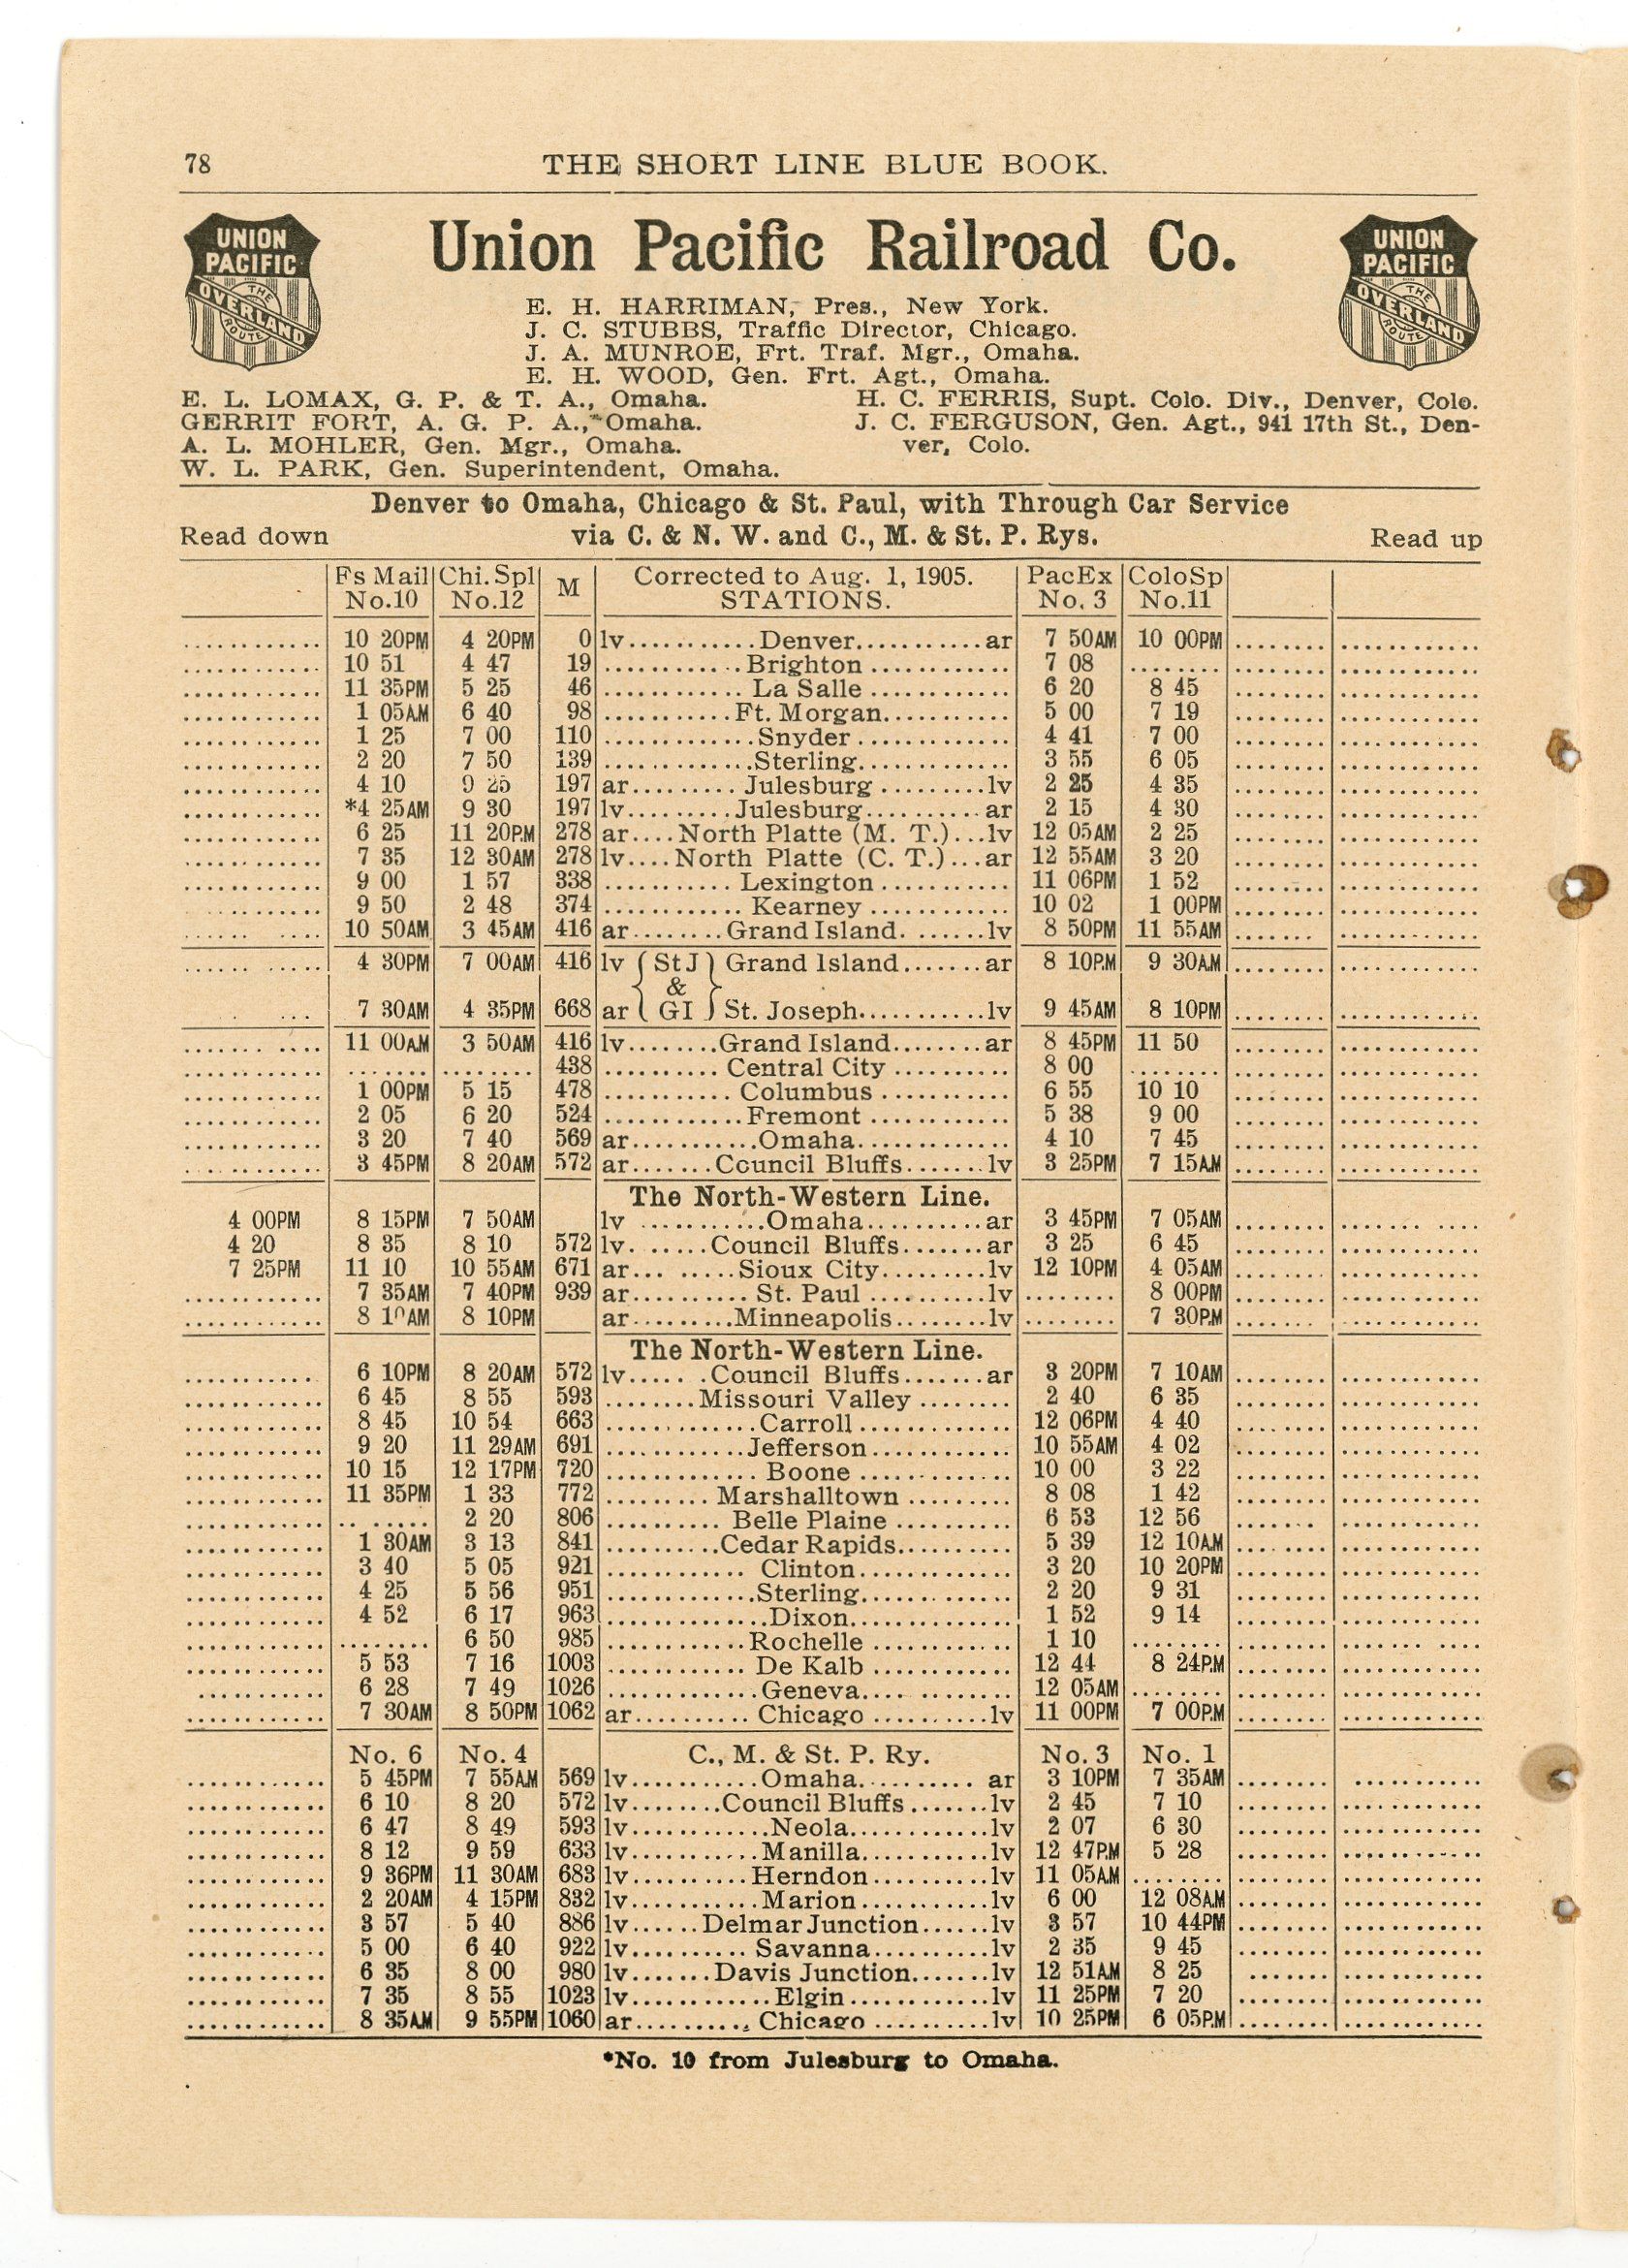 78
THE SHORT LINE BLUE BOOK.
UNION
PACIFIC
THE
OVERLAND
ROUTE
Union Pacific Railroad Co.
UNION
PACIFIC
THE
OVERLAND
ROUTE
E. H. HARRIMAN, Pres., New York.
J. C. STUBBS, Traffic Director, Chicago.
J. A. MUNROE, Frt. Traf. Mgr., Omaha.
E. H. WOOD, Gen. Frt. Agt., Omaha.
E. L. LOMAX, G. P. & T. A., Omaha. H. C. FERRIS, Supt. Colo. Div., Denver, Colo.
GERRIT FORT, A. G. P. A., Omaha. J. C. FERGUSON, Gen. Agt., 941 17th St., Den-
A. L. MOHLER, Gen. Mgr., Omaha. ver, Colo.
W. L. PARK, Gen. Superintendent, Omaha.
Denver to Omaha, Chicago & St. Paul, with Through Car Service
Read down via C. & N. W. and C., M. & St. P. Rys. Read up
Fs Mail Chi. Spl M Corrected to Aug. 1, 1905. PacEx ColoSp
No.10 No.12 STATIONS. No. 3 No.11
10 20PM 4 20PM 0 lv Denver ar 7 50AM 10 00PM
10 51 4 47 19 Brighton 7 08
11 35PM 5 25 46 La Salle 6 20 8 45
1 05AM 6 40 98 Ft. Morgan 5 00 7 19
1 25 7 00 110 Snyder 4 41 7 00
2 20 7 50 139 Sterling 3 55 6 05
4 10 9 25 197 ar Julesburg lv 2 25 4 35
*4 25AM 9 30 197 lv Julesburg ar 2 15 4 30
6 25 11 20PM 278 ar North Platte (M. T.) lv 12 05AM 2 25
7 35 12 30AM 278 lv North Platte (C. T.) ar 12 55AM 3 20
9 00 1 57 338 Lexington 11 06PM 1 52
9 50 2 48 374 Kearney 10 02 1 00PM
10 50AM 3 45AM 416 ar Grand Island lv 8 50PM 11 55AM
4 30PM 7 00AM 416 lv { StJ } Grand Island ar 8 10PM 9 30AM
&
7 30AM 4 35PM 668 ar { GI } St. Joseph lv 9 45AM 8 10PM
11 00AM 3 50AM 416 lv Grand Island ar 8 45PM 11 50
438 Central City 8 00
1 00PM 5 15 478 Columbus 6 55 10 10
2 05 6 20 524 Fremont 5 38 9 00
3 20 7 40 569 ar Omaha 4 10 7 45
3 45PM 8 20AM 572 ar Council Bluffs lv 3 25PM 7 15AM
The North-Western Line.
4 00PM 8 15PM 7 50AM lv Omaha ar 3 45PM 7 05AM
4 20 8 35 8 10 572 lv Council Bluffs ar 3 25 6 45
7 25PM 11 10 10 55AM 671 ar Sioux City lv 12 10PM 4 05AM
7 35AM 7 40PM 939 ar St. Paul lv 8 00PM
8 10AM 8 10PM ar Minneapolis lv 7 30PM
The North-Western Line.
6 10PM 8 20AM 572 lv Council Bluffs ar 3 20PM 7 10AM
6 45 8 55 593 Missouri Valley 2 40 6 35
8 45 10 54 663 Carroll 12 06PM 4 40
9 20 11 29AM 691 Jefferson 10 55AM 4 02
10 15 12 17PM 720 Boone 10 00 3 22
11 35PM 1 33 772 Marshalltown 8 08 1 42
2 20 806 Belle Plaine 6 53 12 56
1 30AM 3 13 841 Cedar Rapids 5 39 12 10AM
3 40 5 05 921 Clinton 3 20 10 20PM
4 25 5 56 951 Sterling 2 20 9 31
4 52 6 17 963 Dixon 1 52 9 14
6 50 985 Rochelle 1 10
5 53 7 16 1003 De Kalb 12 44 8 24PM
6 28 7 49 1026 Geneva 12 05AM
7 30AM 8 50PM 1062 ar Chicago lv 11 00PM 7 00PM
No. 6 No. 4 C., M. & St. P. Ry. No. 3 No. 1
5 45PM 7 55AM 569 lv Omaha ar 3 10PM 7 35AM
6 10 8 20 572 lv Council Bluffs lv 2 45 7 10
6 47 8 49 593 lv Neola lv 2 07 6 30
8 12 9 59 633 lv Manilla lv 12 47PM 5 28
9 36PM 11 30AM 683 lv Herndon lv 11 05AM
2 20AM 4 15PM 832 lv Marion lv 6 00 12 08AM
3 57 5 40 886 lv Delmar Junction lv 3 57 10 44PM
5 00 6 40 922 lv Savanna lv 2 35 9 45
6 35 8 00 980 lv Davis Junction lv 12 51AM 8 25
7 35 8 55 1023 lv Elgin lv 11 25PM 7 20
8 35AM 9 55PM 1060 ar Chicago lv 10 25PM 6 05PM
*No. 10 from Julesburg to Omaha.